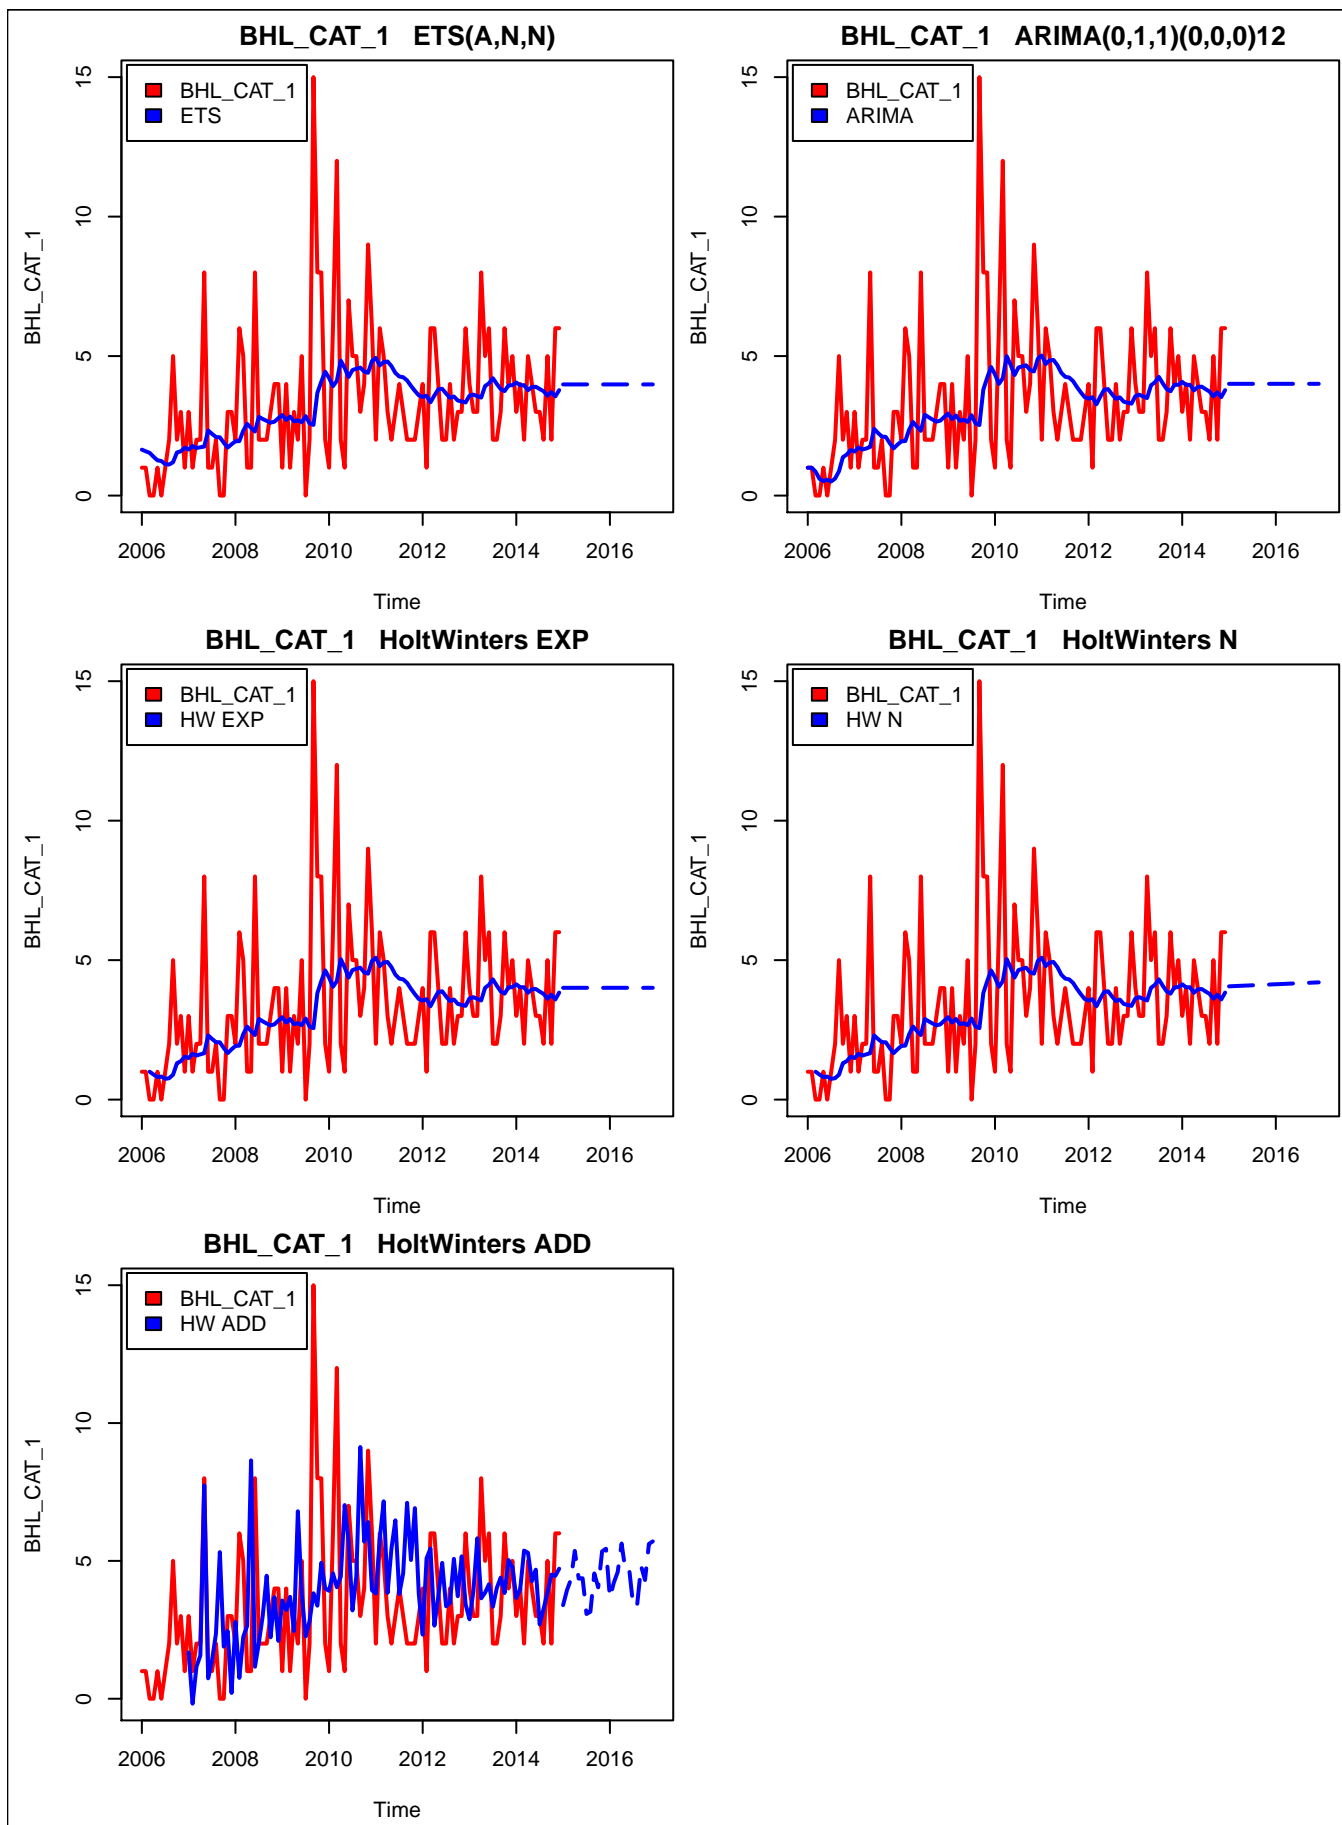 BHL_CAT_1   ETS(A,N,N)
BHL_CAT_1
ETS
15
10
5
0
BHL_CAT_1
2006 2008 2010 2012 2014 2016
Time
BHL_CAT_1   ARIMA(0,1,1)(0,0,0)12
BHL_CAT_1
ARIMA
15
10
5
0
BHL_CAT_1
2006 2008 2010 2012 2014 2016
Time
BHL_CAT_1   HoltWinters EXP
BHL_CAT_1
HW EXP
15
10
5
0
BHL_CAT_1
2006 2008 2010 2012 2014 2016
Time
BHL_CAT_1   HoltWinters N
BHL_CAT_1
HW N
15
10
5
0
BHL_CAT_1
2006 2008 2010 2012 2014 2016
Time
BHL_CAT_1   HoltWinters ADD
BHL_CAT_1
HW ADD
15
10
5
0
BHL_CAT_1
2006 2008 2010 2012 2014 2016
Time